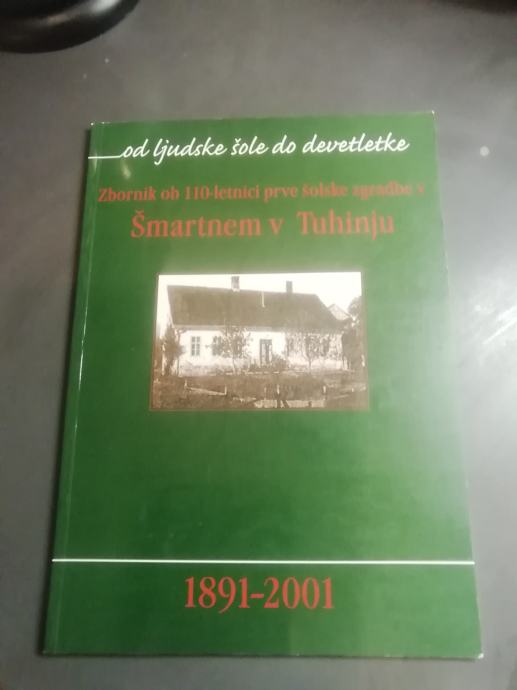 od ljudske šole do devetletke
Zbornik ob 110-letnici prve šolske zgradbe v
Šmartnem v Tuhinju
1891-2001